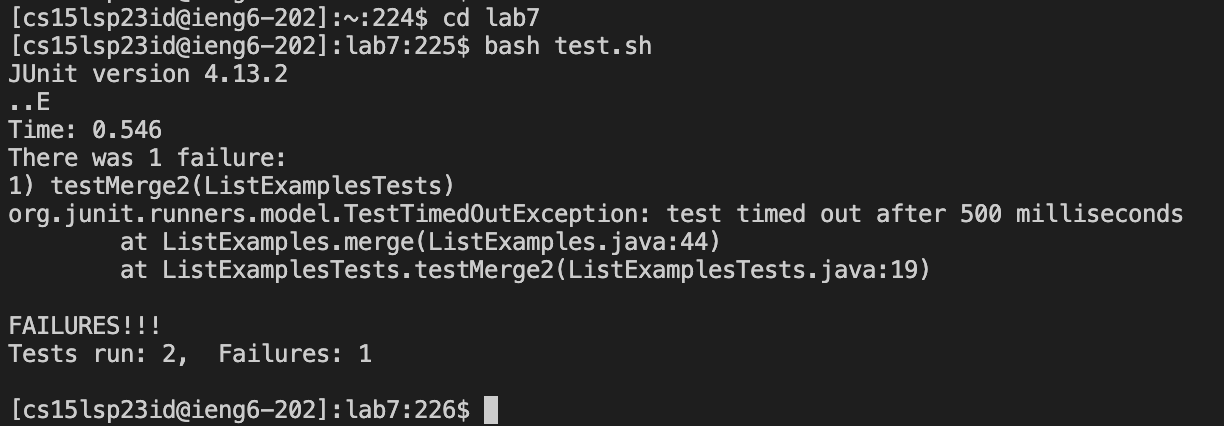 [cs15lsp23id@ieng6-202]:~:224$ cd lab7
[cs15lsp23id@ieng6-202]:lab7:225$ bash test.sh
JUnit version 4.13.2
..E
Time: 0.546
There was 1 failure:
1) testMerge2(ListExamplesTests)
org.junit.runners.model.TestTimedOutException: test timed out after 500 milliseconds
        at ListExamples.merge(ListExamples.java:44)
        at ListExamplesTests.testMerge2(ListExamplesTests.java:19)

FAILURES!!!
Tests run: 2,  Failures: 1

[cs15lsp23id@ieng6-202]:lab7:226$